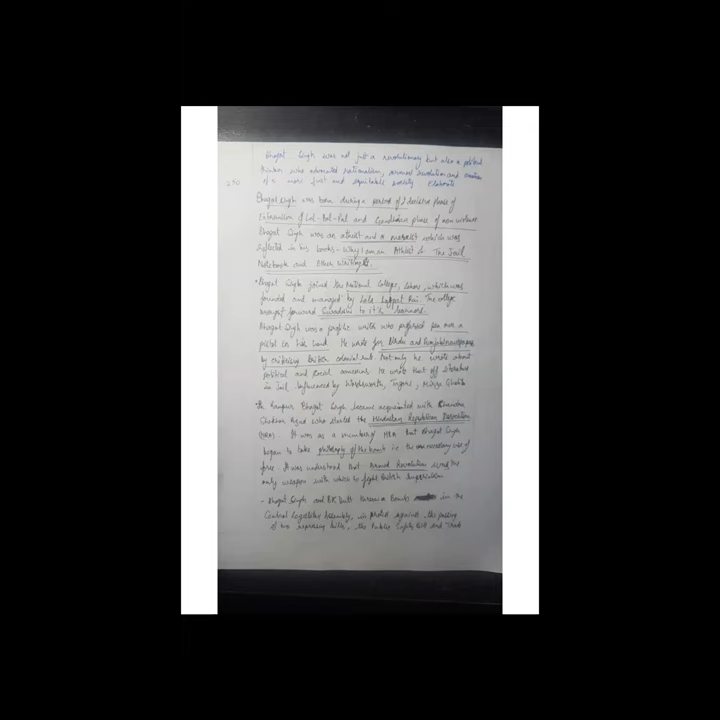 Bhagat Singh was not just a revolutionary but also a political
thinker who advocated nationalism, armed revolution and creation
250 of a more just and equitable society Elaborate
Bhagat Singh was born during a period of 2 decisive phase of
Extremism of Lal-Bal-Pal and Gandhian phase of non violence
Bhagat Singh was an atheist and a marxist which was
reflected in his books - Why I am an Athiest & The Jail
Notebook and Other Writings.
• Bhagat Singh joined the National College, Lahore, which was
founded and managed by Lala Lajpat Rai. The college
brought forward Swadeshi to it's learners.
Bhagat Singh was a prolific writer who preferred pen over a
pistol in his hand He wrote for Urdu and Punjabi newspapers
by criticising British colonial rule. Not only he wrote about
political and social concerns he wrote that off literature
in Jail influenced by Wordsworth, Tagore, Mirza Ghalib
• In Kanpur Bhagat Singh became acquainted with Chandra
Shekhar Azad who started the Hindustan Republican Association
It was as a member of HRA that Bhagat Singh
began to take philosophy of the bomb i.e the necessary use of
force. It was understood that Armed Revolution was the
only weapon with which to fight British Imperialism
- Bhagat Singh and BK Dutt threw Bombs in the
Central Legislative Assembly, in protest against the passing
of two repressive bills, the Public Safety Bill and Trade